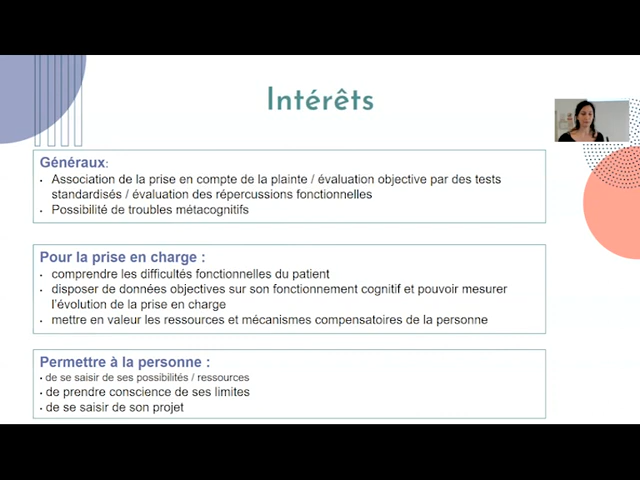 Intérêts
Généraux:
• Association de la prise en compte de la plainte / évaluation objective par des tests
standardisés / évaluation des répercussions fonctionnelles
• Possibilité de troubles métacognitifs
Pour la prise en charge :
• comprendre les difficultés fonctionnelles du patient
• disposer de données objectives sur son fonctionnement cognitif et pouvoir mesurer
l'évolution de la prise en charge
• mettre en valeur les ressources et mécanismes compensatoires de la personne
Permettre à la personne :
• de se saisir de ses possibilités / ressources
• de prendre conscience de ses limites
• de se saisir de son projet